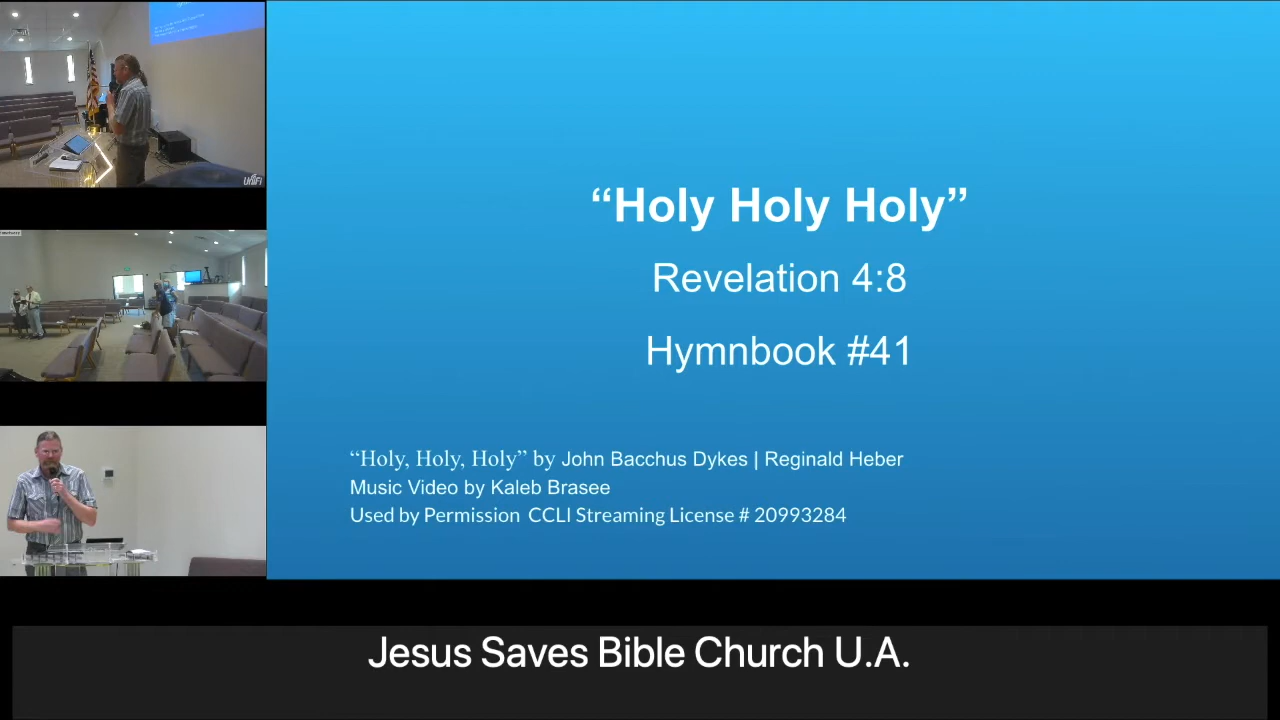 “Holy Holy Holy”
Revelation 4:8
Hymnbook #41
“Holy, Holy, Holy” by John Bacchus Dykes | Reginald Heber
Music Video by Kaleb Brasee
Used by Permission CCLI Streaming License # 20993284
Jesus Saves Bible Church U.A.
UniFi